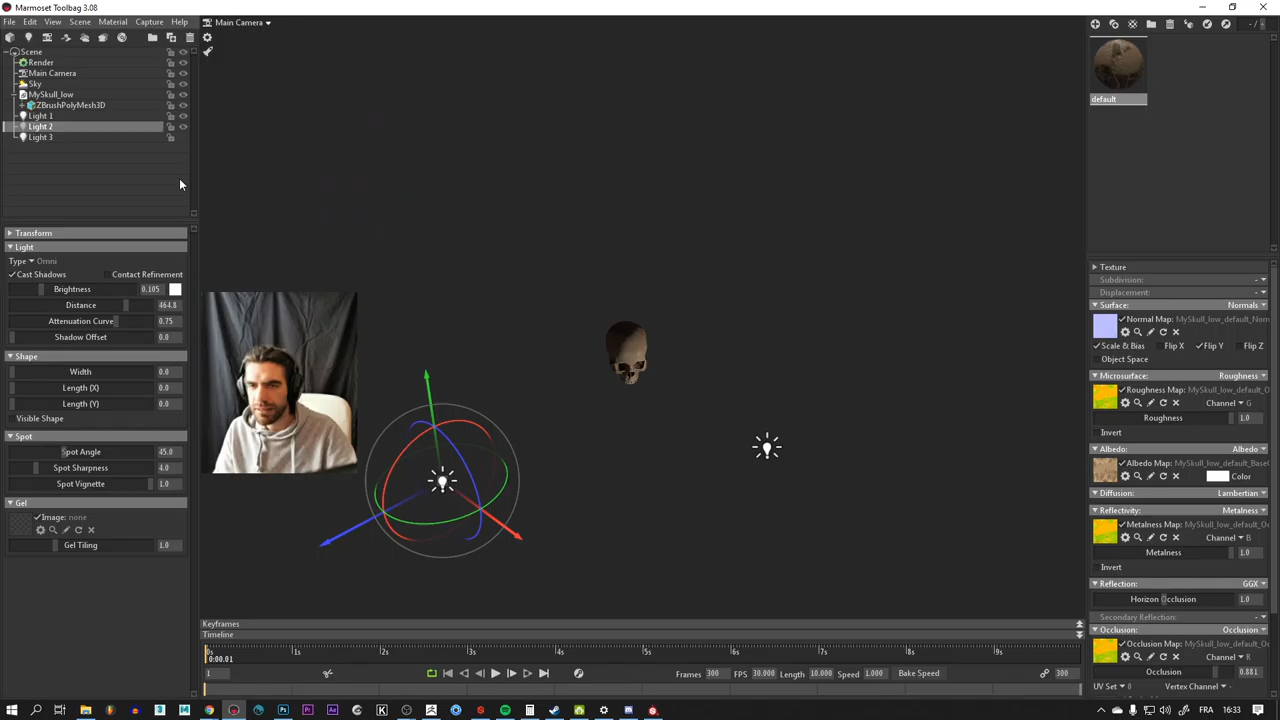 Marmoset Toolbag 3.08
File Edit View Scene Material Capture Help
Main Camera
- / -
Scene
Render
Main Camera
Sky
MySkull_low
ZBrushPolyMesh3D
Light 1
Light 2
Light 3
default
Transform
Light
Type Omni
Cast Shadows Contact Refinement
Brightness 0.105
Distance 464.8
Attenuation Curve 0.75
Shadow Offset 0.0
Shape
Width 0.0
Length (X) 0.0
Length (Y) 0.0
Visible Shape
Spot
Spot Angle 45.0
Spot Sharpness 4.0
Spot Vignette 1.0
Gel
Image: none
Gel Tiling 1.0
Texture
Subdivision: -
Displacement: -
Surface: Normals
Normal Map: MySkull_low_default_Norn
Scale & Bias Flip X Flip Y Flip Z
Object Space
Microsurface: Roughness
Roughness Map: MySkull_low_default_O
Channel G
Roughness 1.0
Invert
Albedo: Albedo
Albedo Map: MySkull_low_default_BaseC
Color
Diffusion: Lambertian
Reflectivity: Metalness
Metalness Map: MySkull_low_default_Oc
Channel B
Metalness 1.0
Invert
Reflection: GGX
Horizon Occlusion 1.0
Secondary Reflection: -
Occlusion: Occlusion
Occlusion Map: MySkull_low_default_Oc
Channel R
Occlusion 0.881
UV Set 0 Vertex Channel -
Keyframes
Timeline
0s 1s 2s 3s 4s 5s 6s 7s 8s 9s
0:00.01
1 Frames 300 FPS 30.000 Length 10.000 Speed 1.000 Bake Speed 300
16:33